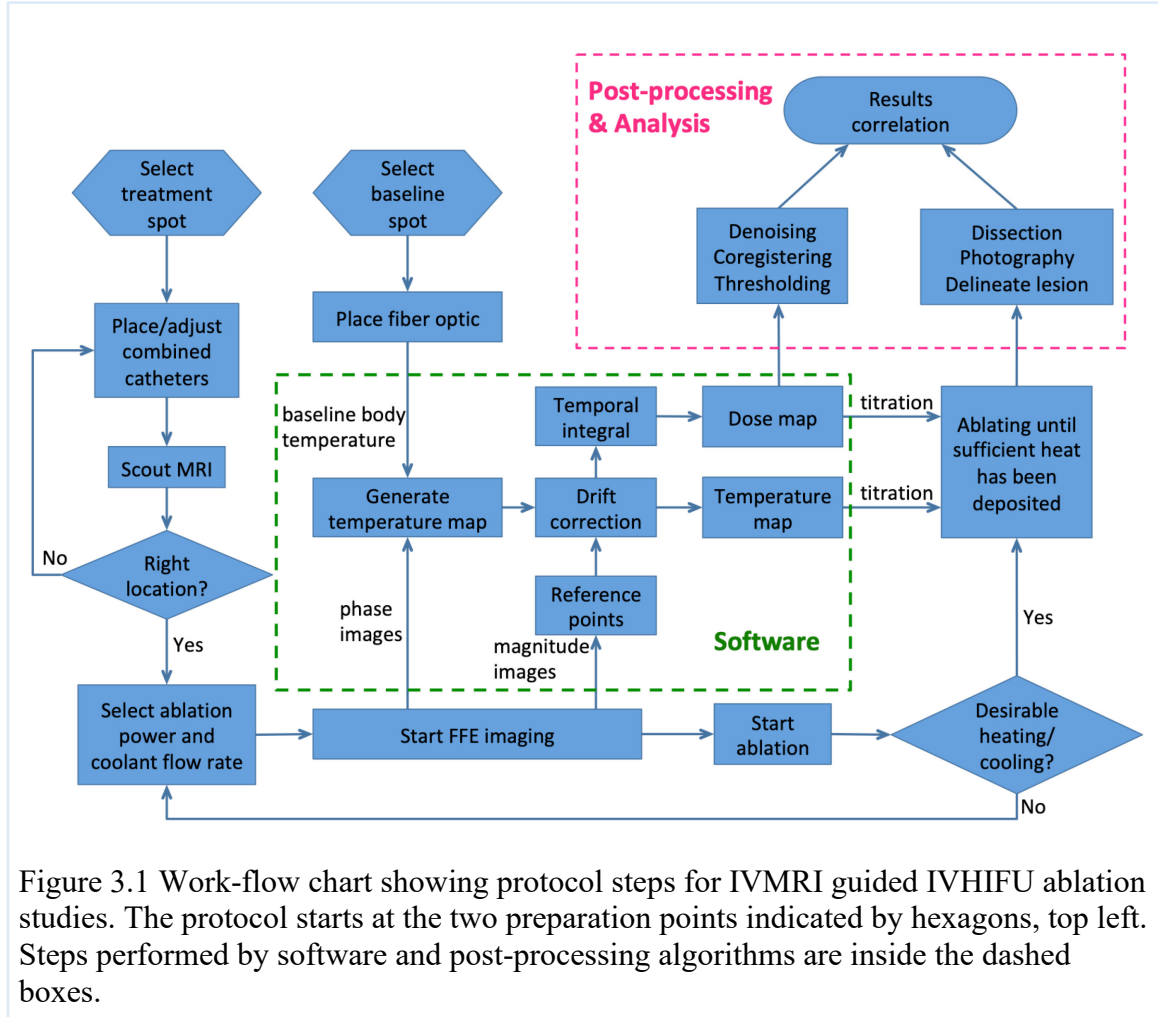 Post-processing
& Analysis
Results
correlation
Select
treatment
spot
Select
baseline
spot
Denoising
Coregistering
Thresholding
Dissection
Photography
Delineate lesion
Place/adjust
combined
catheters
Place fiber optic
baseline body
temperature
Temporal
integral
Dose map
titration
Ablating until
sufficient heat
has been
deposited
Scout MRI
Generate
temperature map
Drift
correction
Temperature
map
titration
No
Right
location?
Yes
phase
images
Reference
points
magnitude
images
Software
Yes
Select ablation
power and
coolant flow rate
Start FFE imaging
Start
ablation
Desirable
heating/
cooling?
No
Figure 3.1 Work-flow chart showing protocol steps for IVMRI guided IVHIFU ablation
studies. The protocol starts at the two preparation points indicated by hexagons, top left.
Steps performed by software and post-processing algorithms are inside the dashed
boxes.